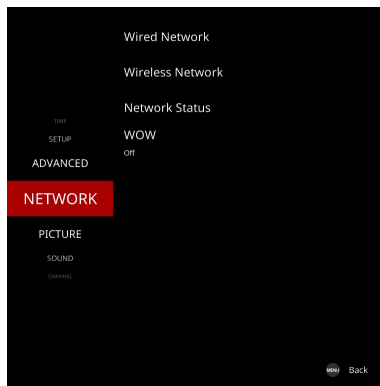 TIME
SETUP
ADVANCED
NETWORK
PICTURE
SOUND
CHANNEL
Wired Network
Wireless Network
Network Status
WOW
Off
MENU Back